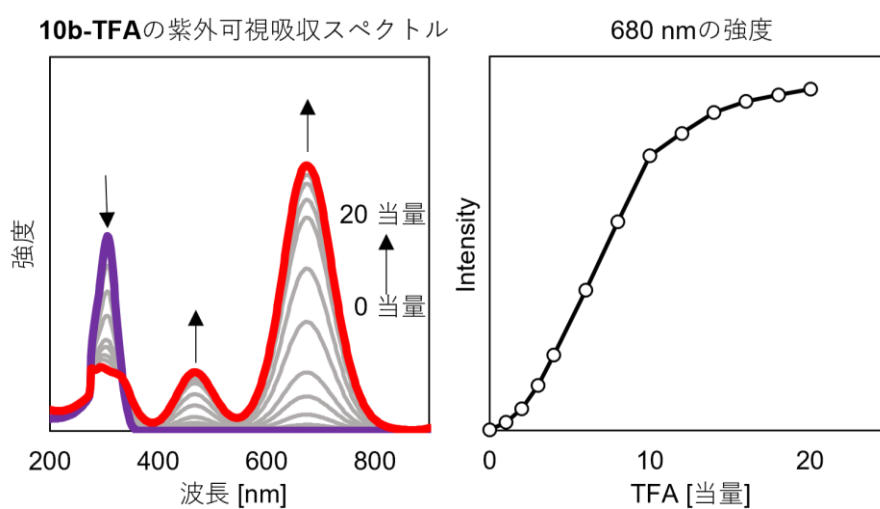 10b-TFAの紫外可視吸収スペクトル
強度
20 当量
0 当量
200 400 600 800
波長 [nm]
680 nmの強度
Intensity
0 10 20
TFA [当量]